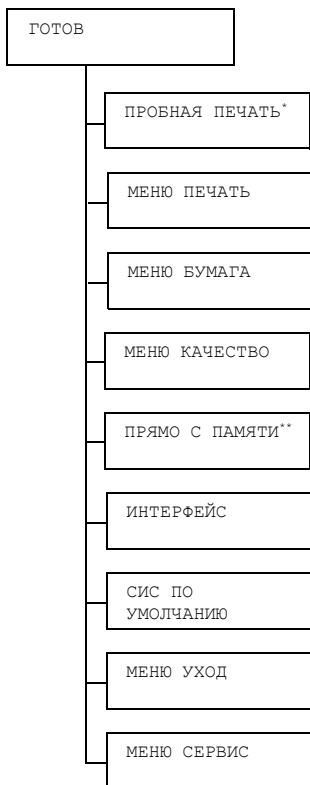 ГОТОВ
ПРОБНАЯ ПЕЧАТЬ*
МЕНЮ ПЕЧАТЬ
МЕНЮ БУМАГА
МЕНЮ КАЧЕСТВО
ПРЯМО С ПАМЯТИ**
ИНТЕРФЕЙС
СИС ПО
УМОЛЧАНИЮ
МЕНЮ УХОД
МЕНЮ СЕРВИС